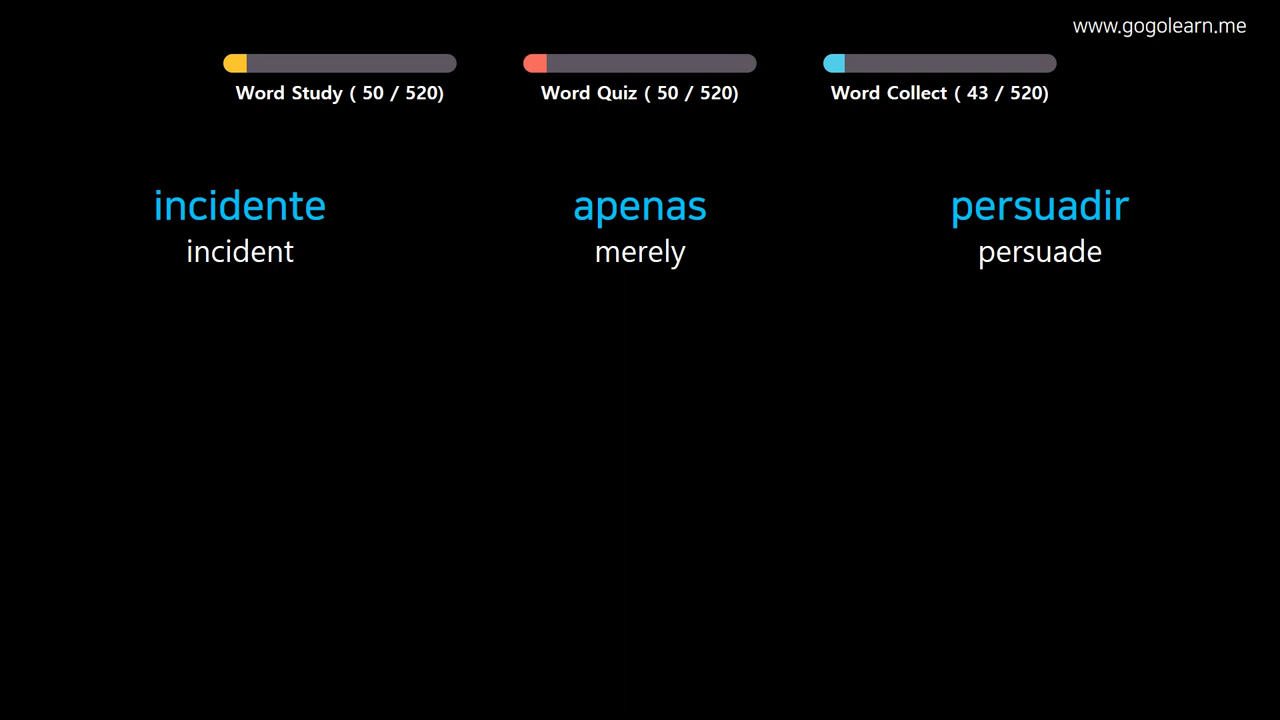 www.gogolearn.me
Word Study ( 50 / 520)
Word Quiz ( 50 / 520)
Word Collect ( 43 / 520)
incidente
incident
apenas
merely
persuadir
persuade